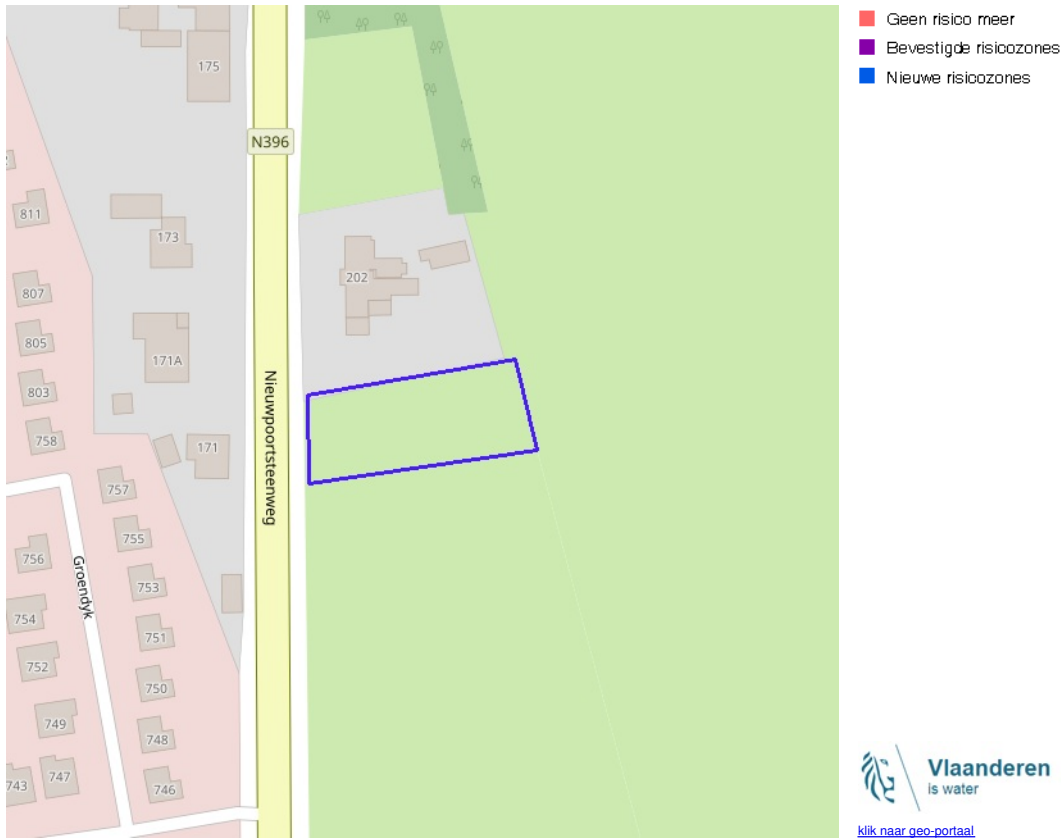 175
N396
811
173
202
807
805
171A
803
758
171
757
Nieuwpoortsteenweg
755
756
Groendyk
753
754
751
752
750
749
748
743
747
746
Geen risico meer
Bevestigde risicozones
Nieuwe risicozones
Vlaanderen
is water
klik naar geo-portaal